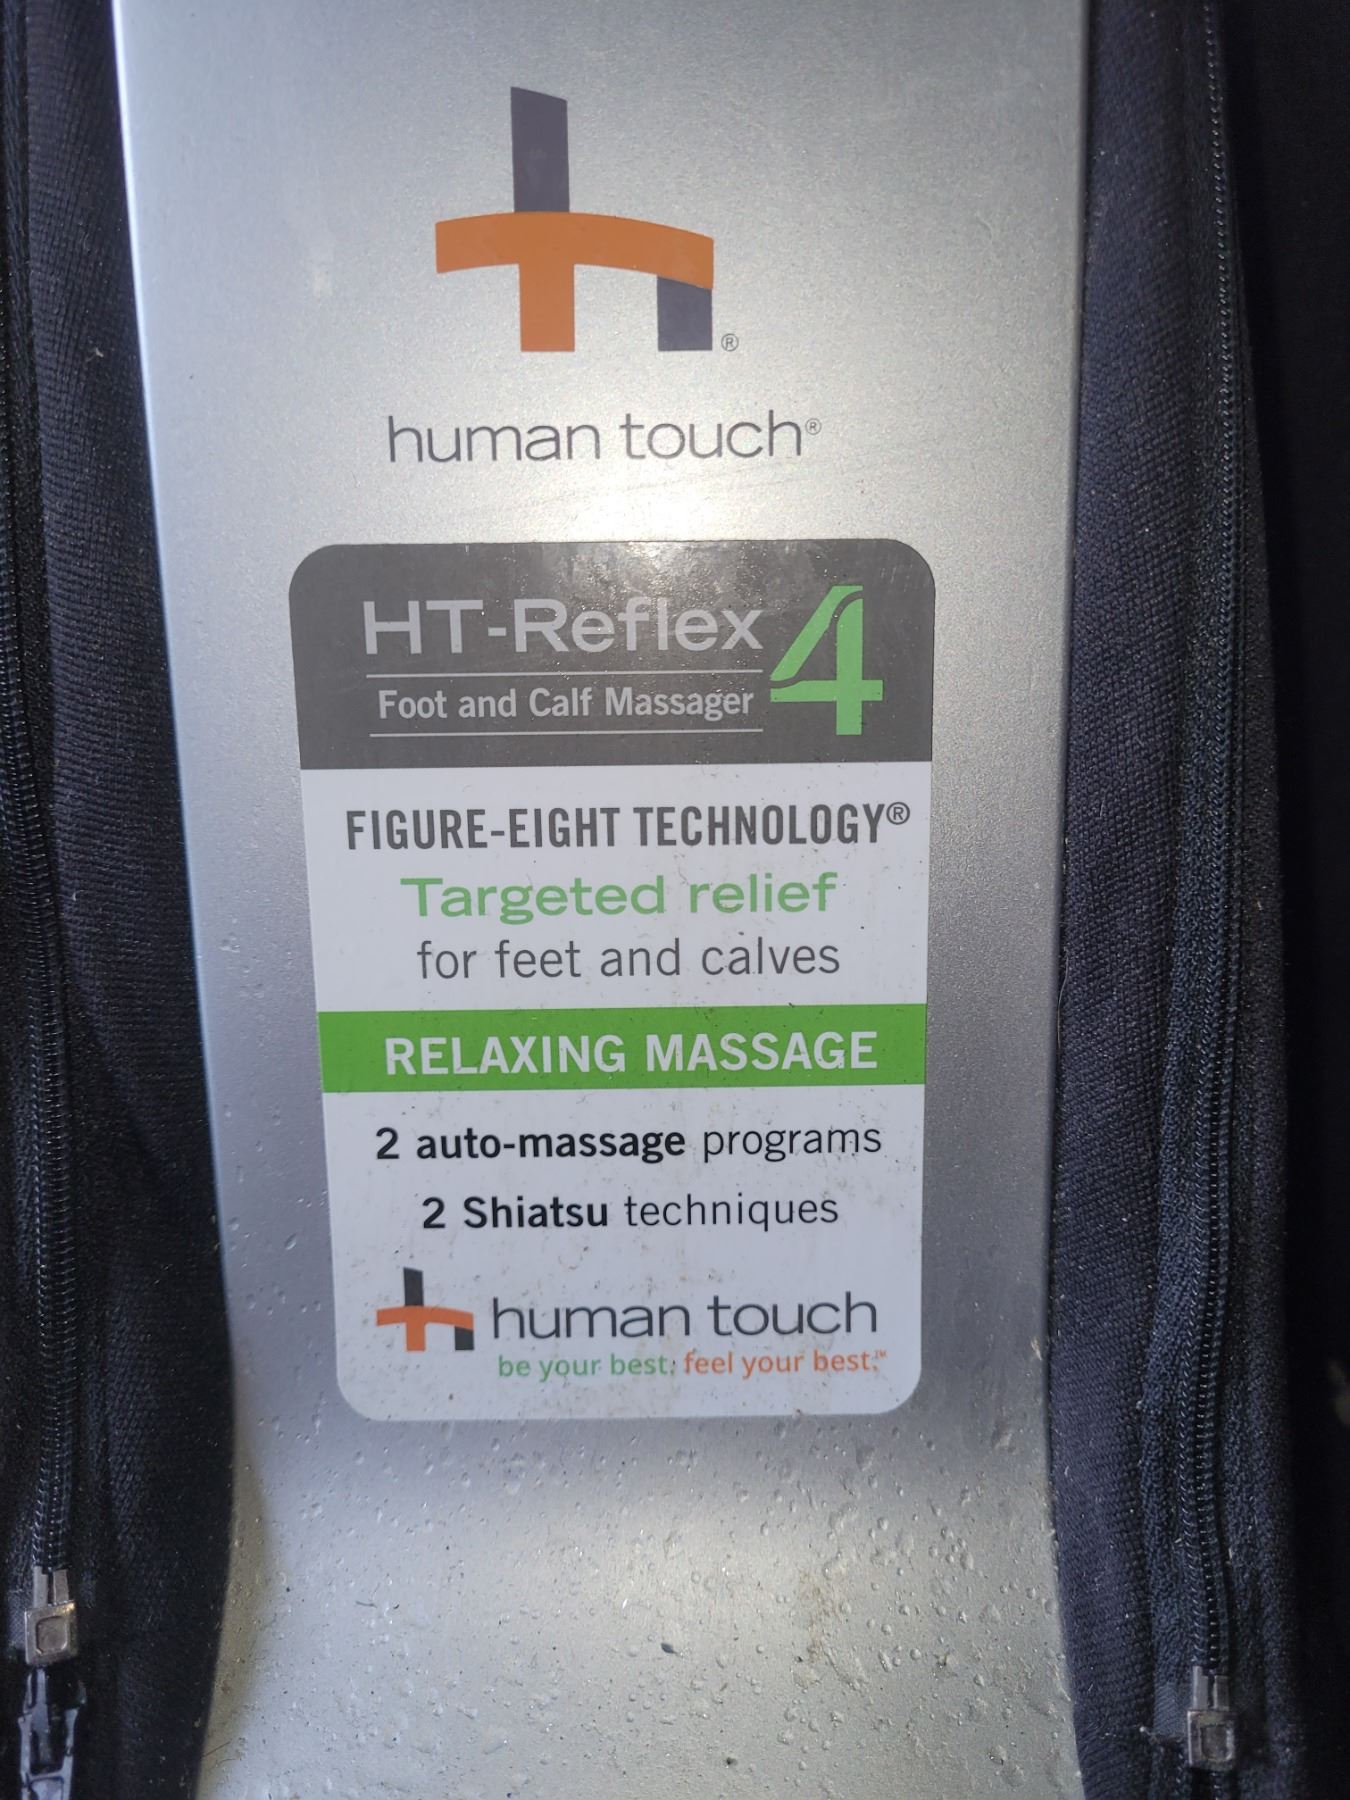 ®
human touch®
HT-Reflex 4
Foot and Calf Massager
FIGURE-EIGHT TECHNOLOGY®
Targeted relief
for feet and calves
RELAXING MASSAGE
2 auto-massage programs
2 Shiatsu techniques
human touch
be your best. feel your best.™